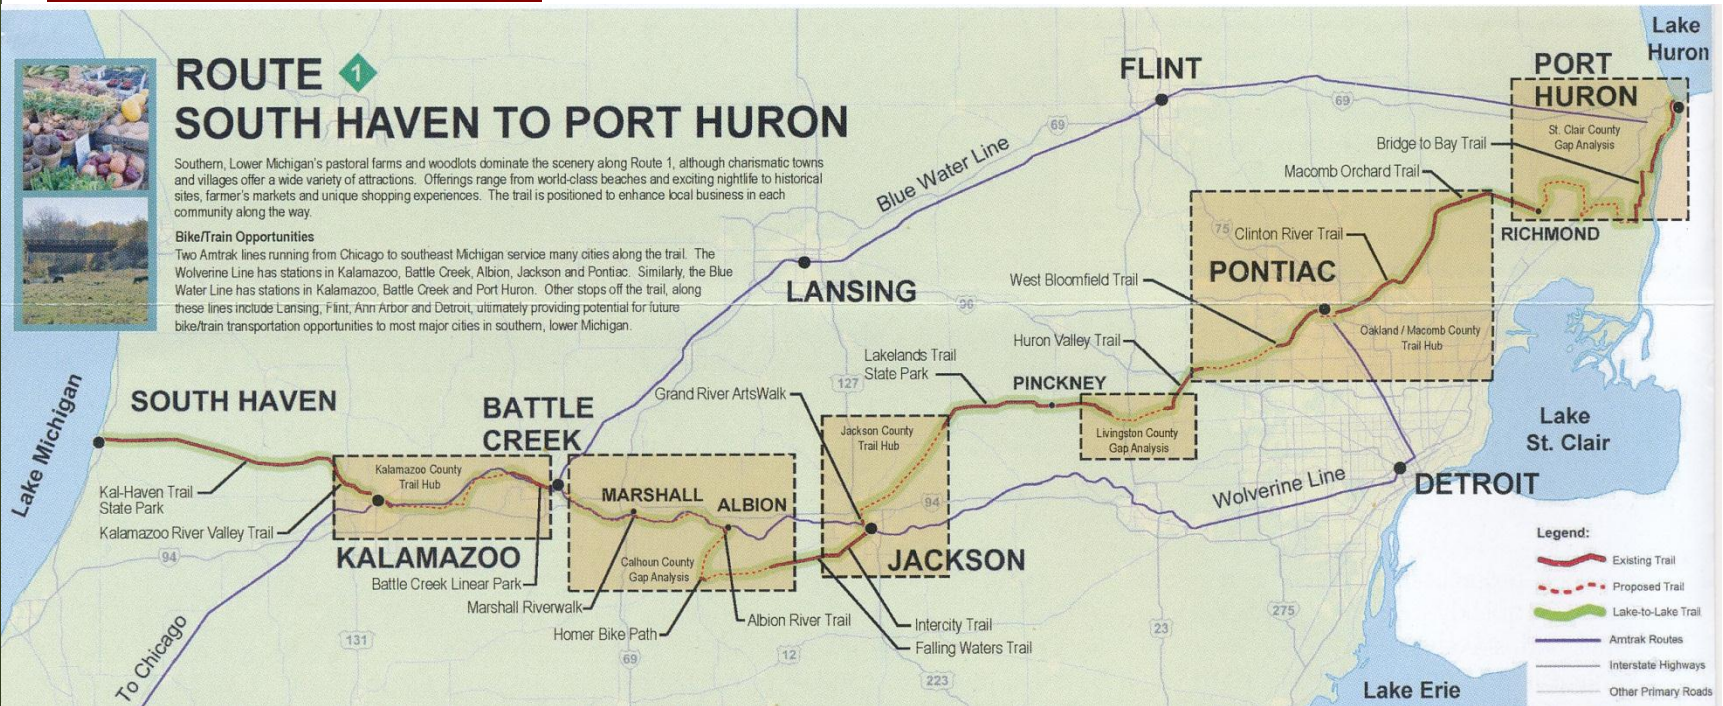 ROUTE 1
SOUTH HAVEN TO PORT HURON
Southern, Lower Michigan's pastoral farms and woodlots dominate the scenery along Route 1, although charismatic towns
and villages offer a wide variety of attractions. Offerings range from world-class beaches and exciting nightlife to historical
sites, farmer's markets and unique shopping experiences. The trail is positioned to enhance local business in each
community along the way.
Bike/Train Opportunities
Two Amtrak lines running from Chicago to southeast Michigan service many cities along the trail. The
Wolverine Line has stations in Kalamazoo, Battle Creek, Albion, Jackson and Pontiac. Similarly, the Blue
Water Line has stations in Kalamazoo, Battle Creek and Port Huron. Other stops off the trail, along
these lines include Lansing, Flint, Ann Arbor and Detroit, ultimately providing potential for future
bike/train transportation opportunities to most major cities in southern, lower Michigan.
Lake
Huron
PORT
HURON
St. Clair County
Gap Analysis
FLINT
69
69
Blue Water Line
Bridge to Bay Trail
Macomb Orchard Trail
RICHMOND
75
Clinton River Trail
PONTIAC
West Bloomfield Trail
Oakland / Macomb County
Trail Hub
LANSING
96
Huron Valley Trail
Lakelands Trail
State Park
PINCKNEY
127
Grand River ArtsWalk
Jackson County
Trail Hub
Livingston County
Gap Analysis
Lake
St. Clair
Lake Michigan
SOUTH HAVEN
BATTLE
CREEK
Kalamazoo County
Trail Hub
Kal-Haven Trail
State Park
Kalamazoo River Valley Trail
94
KALAMAZOO
Battle Creek Linear Park
MARSHALL
ALBION
Calhoun County
Gap Analysis
Marshall Riverwalk
Homer Bike Path
Albion River Trail
94
JACKSON
Intercity Trail
Falling Waters Trail
Wolverine Line
DETROIT
To Chicago
131
69
12
223
23
275
Lake Erie
Legend:
Existing Trail
Proposed Trail
Lake-to-Lake Trail
Amtrak Routes
Interstate Highways
Other Primary Roads